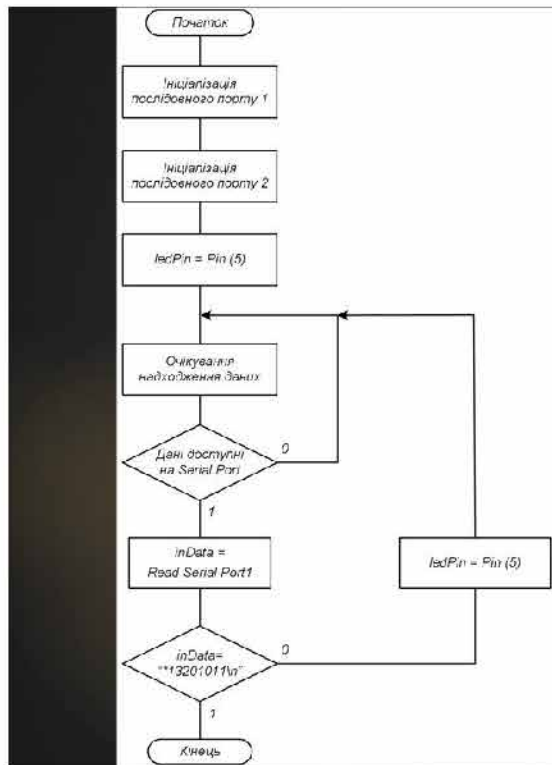 Початок
Ініціалізація
послідовного порту 1
Ініціалізація
послідовного порту 2
ledPin = Pin (5)
Очікування
надходження даних
Дані доступні
на Serial Port
0
1
inData =
Read Serial Port1
ledPin = Pin (5)
inData=
"*13201011\n"
0
1
Кінець